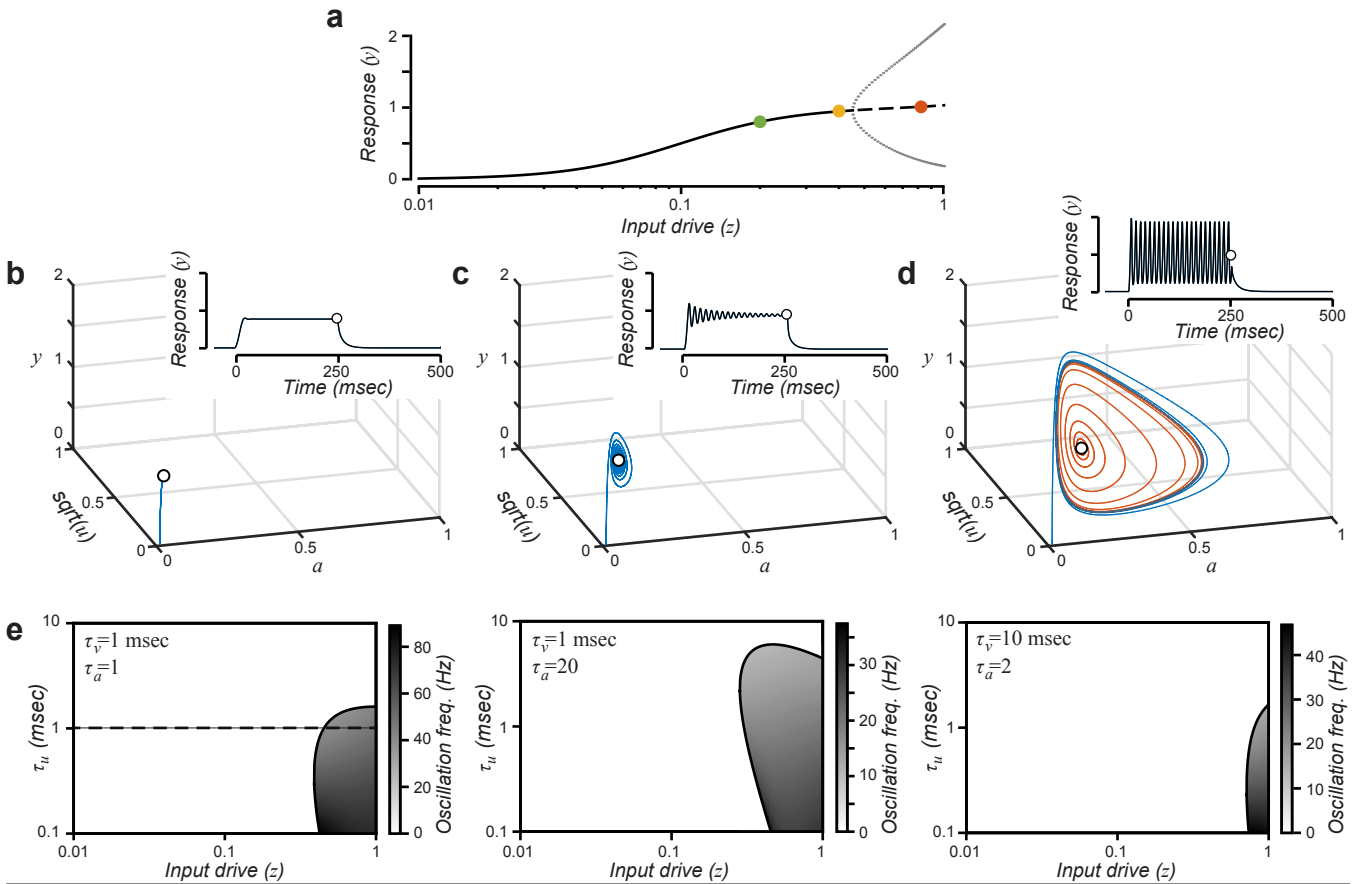 a
Response (y)
2
1
0
0.01
0.1
1
Input drive (z)
b
2
1
0
y
1
0.5
0
sqrt(u)
0
0.5
1
a
Response (y)
0
250
500
Time (msec)
c
2
1
0
y
1
0.5
0
sqrt(u)
0
0.5
1
a
Response (y)
0
250
500
Time (msec)
d
2
1
0
y
1
0.5
0
sqrt(u)
0
0.5
1
a
Response (y)
0
250
500
Time (msec)
e
τv=1 msec
τa=1
τu (msec)
10
1
0.1
0.01
0.1
1
Input drive (z)
80
60
40
20
0
Oscillation freq. (Hz)
τv=1 msec
τa=20
τu (msec)
10
1
0.1
0.01
0.1
1
Input drive (z)
30
20
10
0
Oscillation freq. (Hz)
τv=10 msec
τa=2
τu (msec)
10
1
0.1
0.01
0.1
1
Input drive (z)
40
30
20
10
0
Oscillation freq. (Hz)